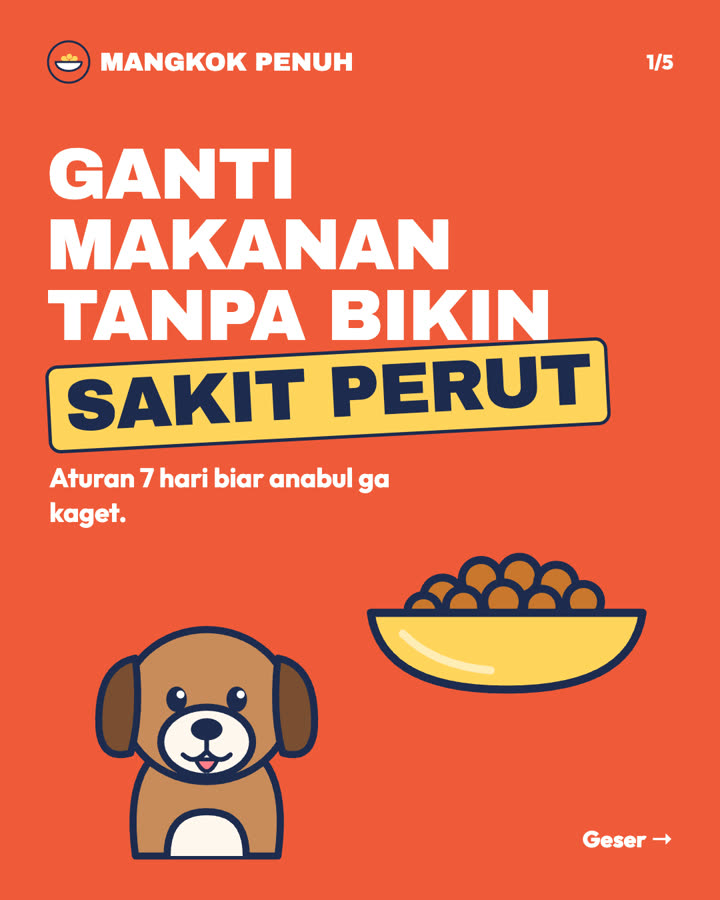 MANGKOK PENUH
1/5
GANTI
MAKANAN
TANPA BIKIN
SAKIT PERUT
Aturan 7 hari biar anabul ga
kaget.
Geser →